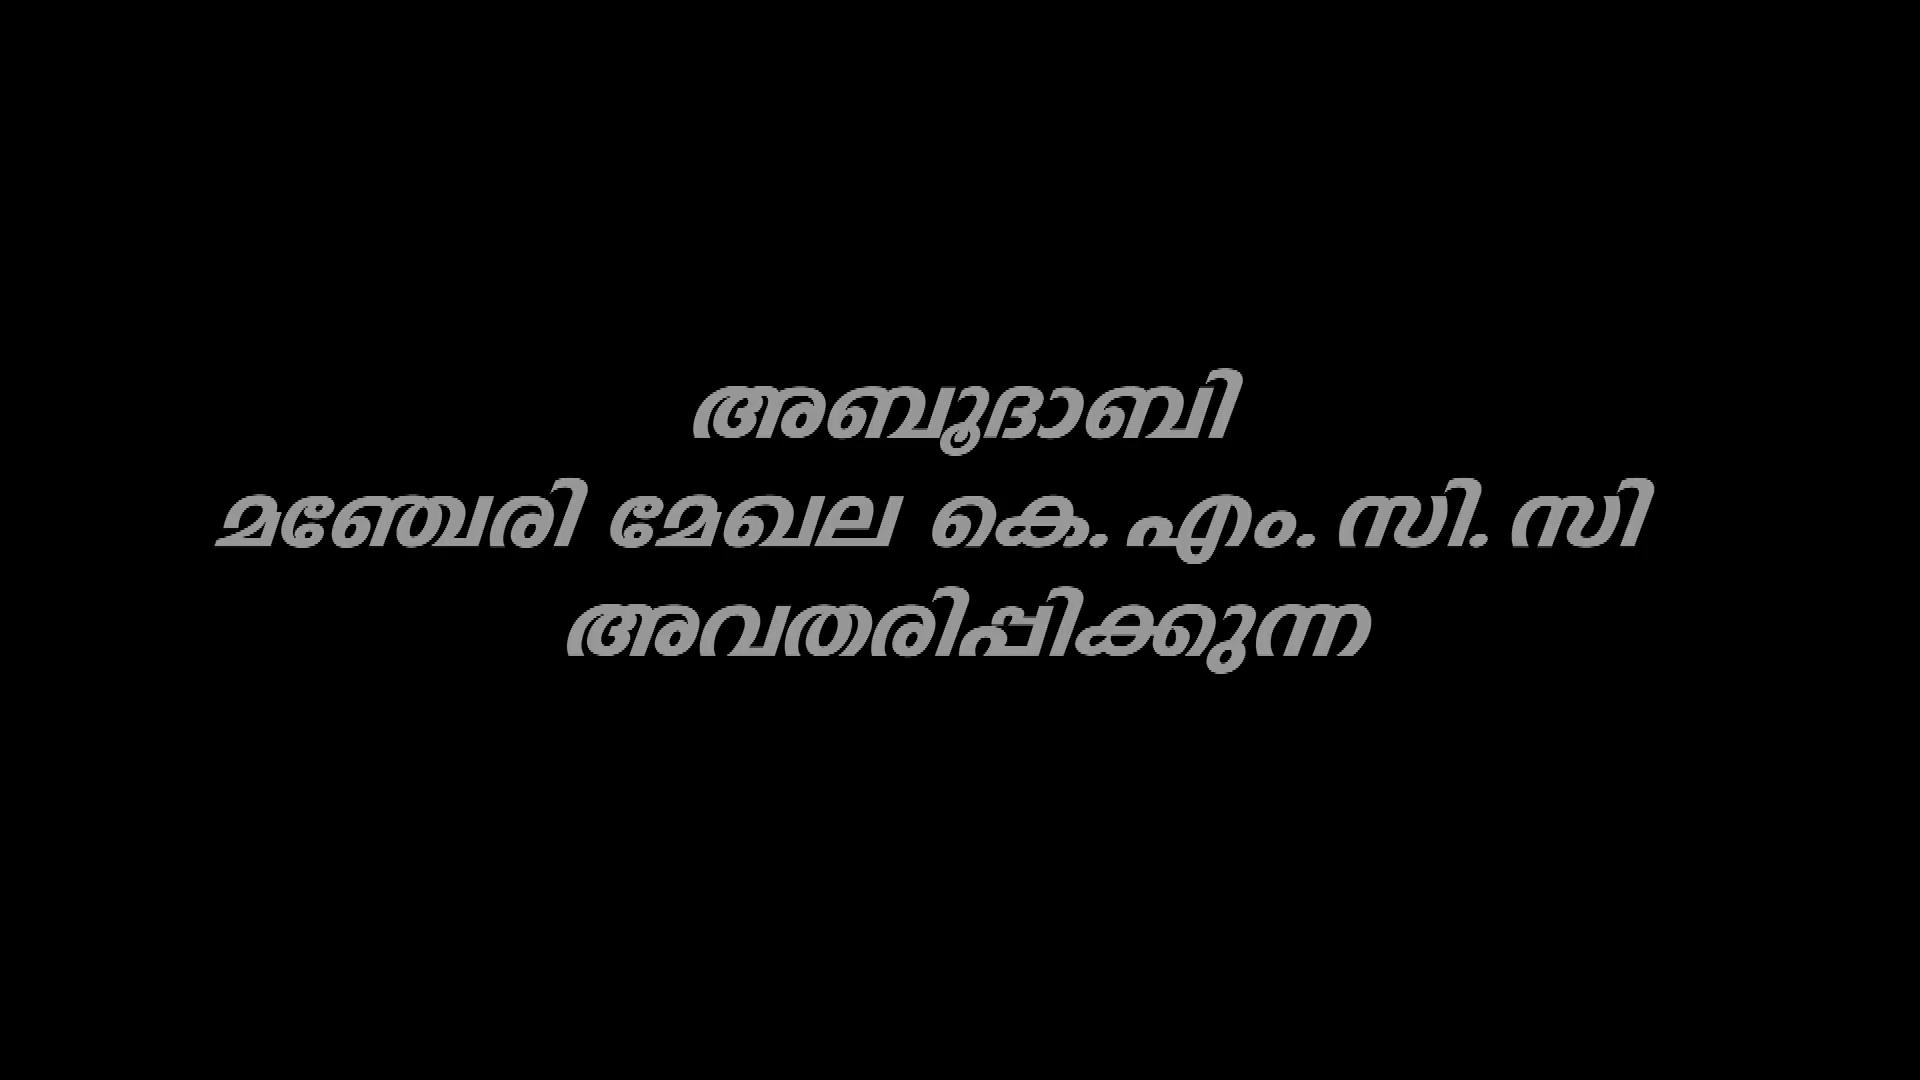 അബൂദാബി
മഞ്ചേരി മേഖല കെ.എം.സി.സി
അവതരിപ്പിക്കുന്ന